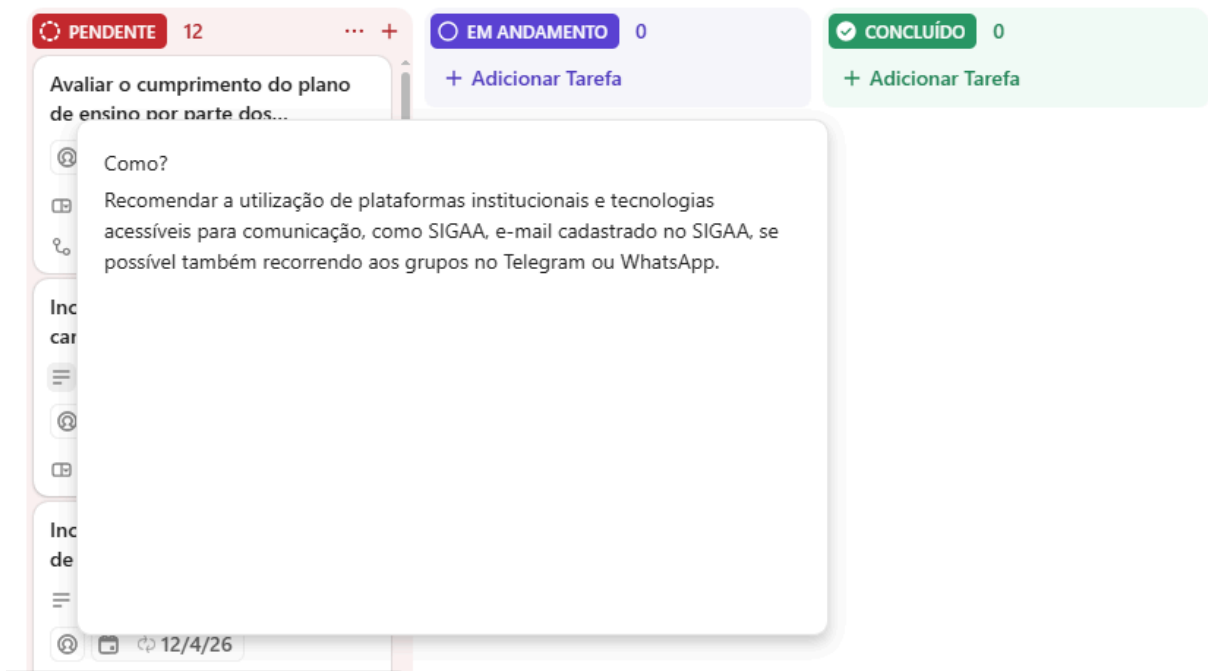 PENDENTE 12 ... +
EM ANDAMENTO 0
CONCLUÍDO 0
+ Adicionar Tarefa
+ Adicionar Tarefa
Avaliar o cumprimento do plano
de ensino por parte dos...
Como?
Recomendar a utilização de plataformas institucionais e tecnologias
acessíveis para comunicação, como SIGAA, e-mail cadastrado no SIGAA, se
possível também recorrendo aos grupos no Telegram ou WhatsApp.
Inc
car
Inc
de
12/4/26